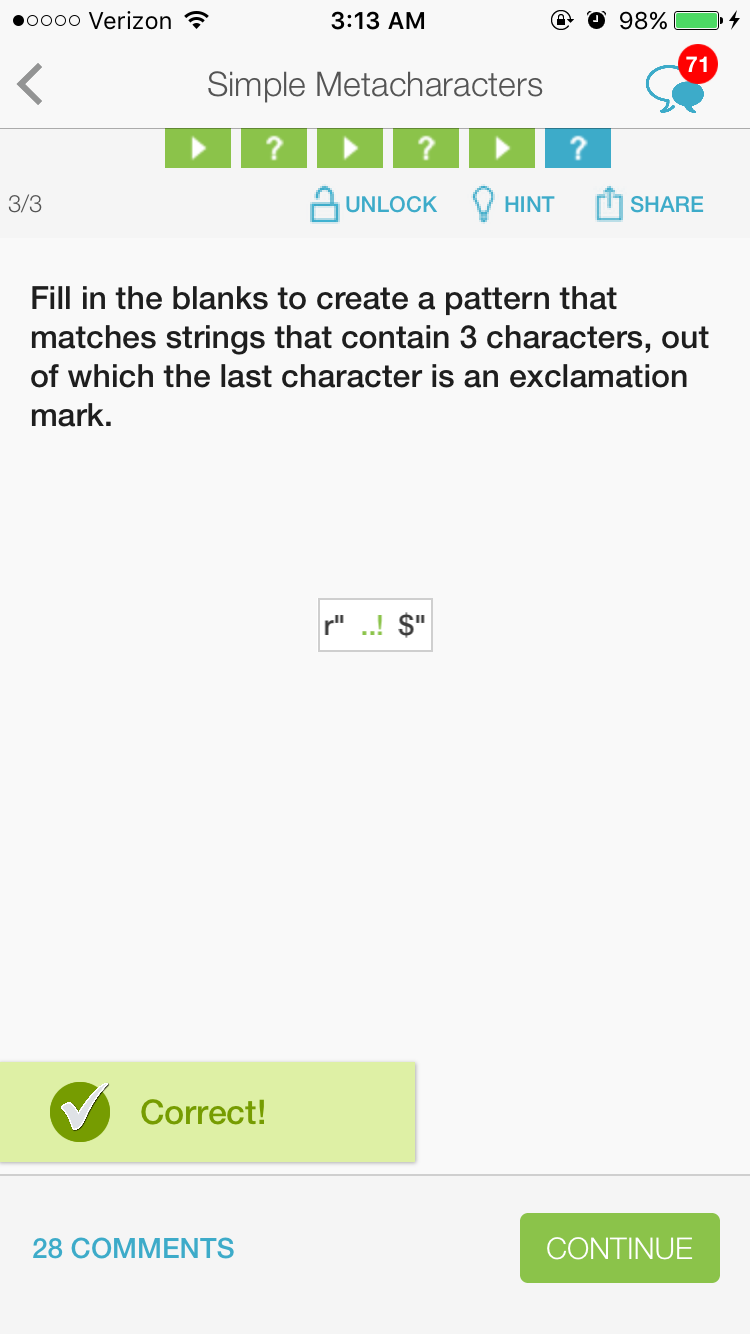 Verizon 3:13 AM 98%
Simple Metacharacters 71
? ? ?
3/3 UNLOCK HINT SHARE
Fill in the blanks to create a pattern that
matches strings that contain 3 characters, out
of which the last character is an exclamation
mark.
r" ..! $"
Correct!
28 COMMENTS CONTINUE